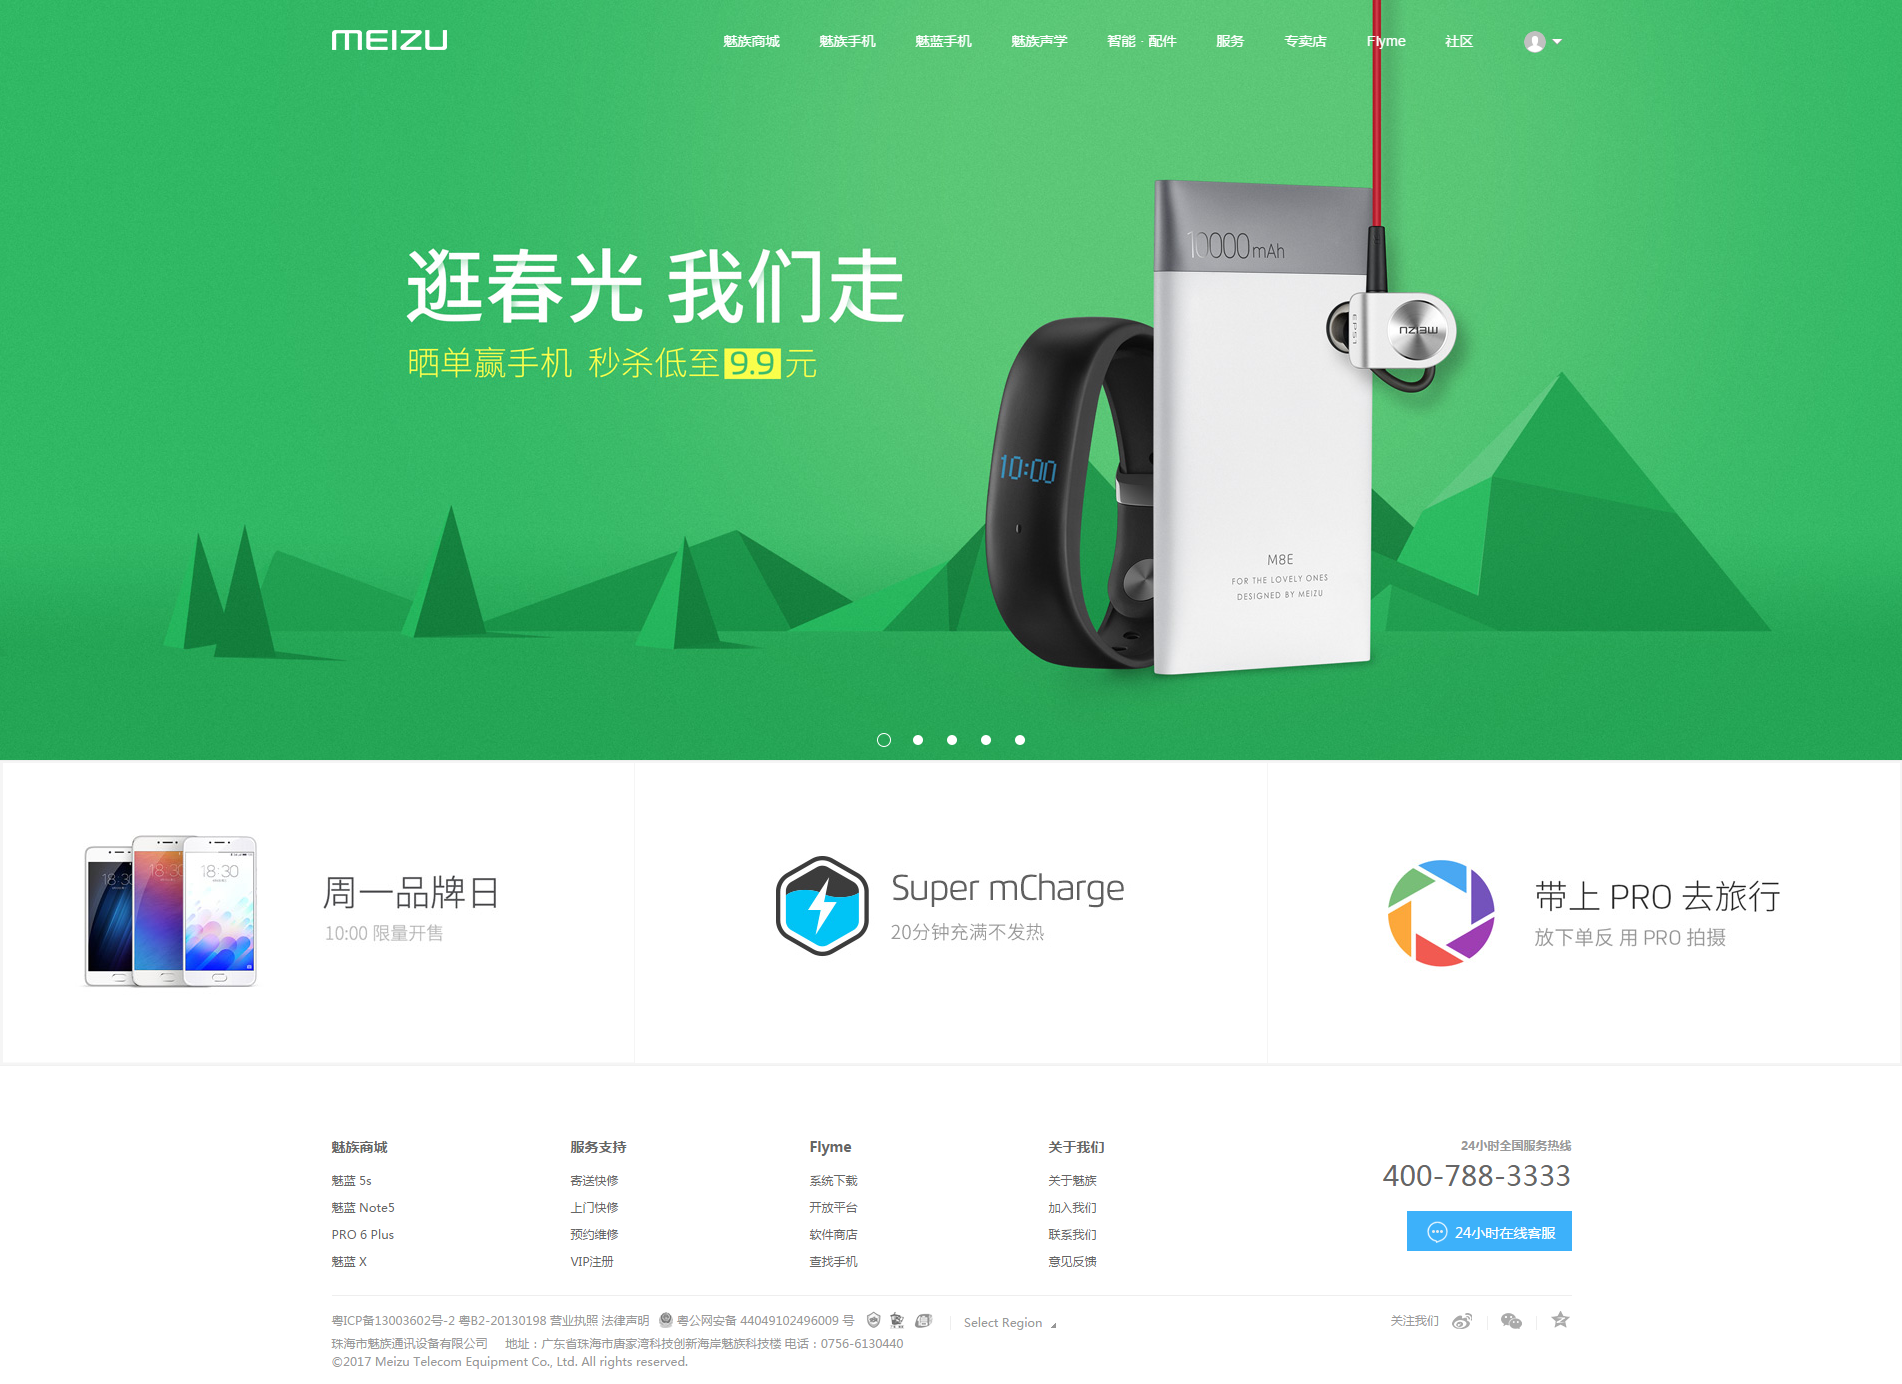 MEIZU
魅族商城 魅族手机 魅蓝手机 魅族声学 智能 · 配件 服务 专卖店 Flyme 社区
10000mAh
逛春光 我们走
MEIZU
EP51
晒单赢手机 秒杀低至9.9元
10:00
M8E
FOR THE LOVELY ONES
DESIGNED BY MEIZU
18:30 18:30 18:30
周一品牌日
10:00 限量开售
Super mCharge
20分钟充满不发热
带上 PRO 去旅行
放下单反 用 PRO 拍摄
魅族商城
魅蓝 5s
魅蓝 Note5
PRO 6 Plus
魅蓝 X
服务支持
寄送快修
上门快修
预约维修
VIP注册
Flyme
系统下载
开放平台
软件商店
查找手机
关于我们
关于魅族
加入我们
联系我们
意见反馈
24小时全国服务热线
400-788-3333
24小时在线客服
粤ICP备13003602号-2 粤B2-20130198 营业执照 法律声明 粤公网安备 44049102496009 号 Select Region
关注我们
珠海市魅族通讯设备有限公司 地址：广东省珠海市唐家湾科技创新海岸魅族科技楼 电话：0756-6130440
©2017 Meizu Telecom Equipment Co., Ltd. All rights reserved.